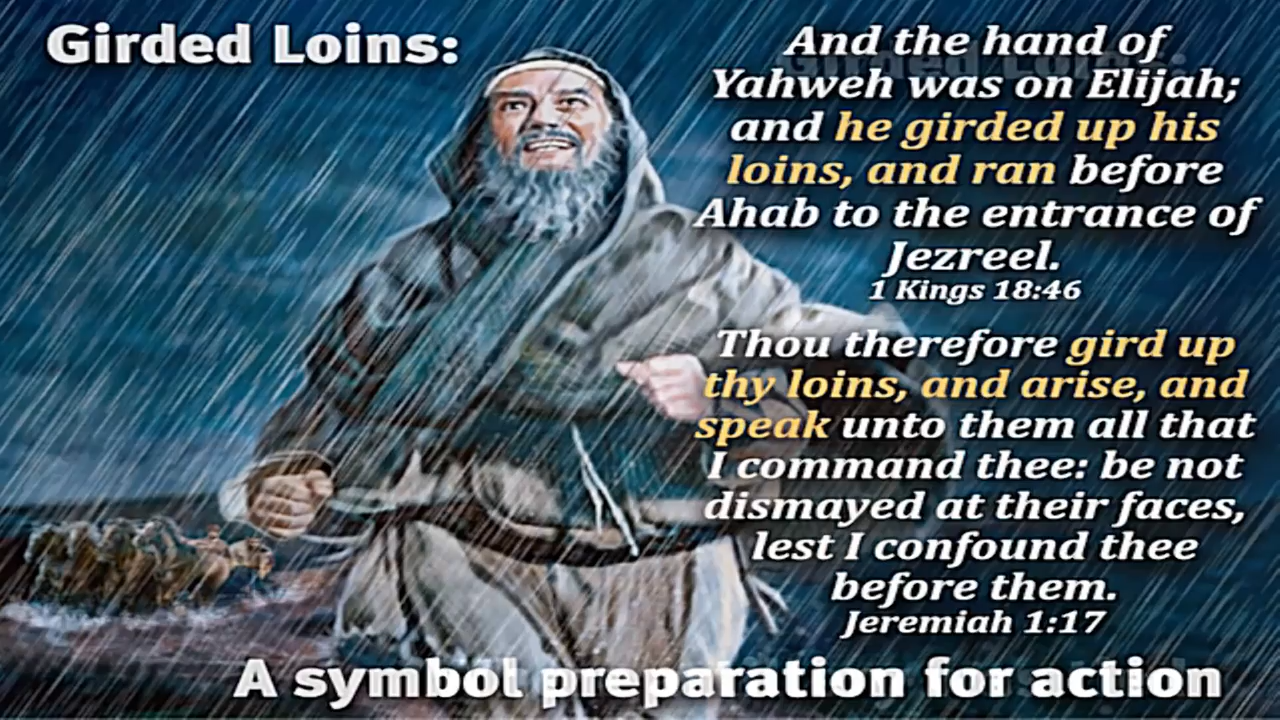 Girded Loins:
And the hand of
Yahweh was on Elijah;
and he girded up his
loins, and ran before
Ahab to the entrance of
Jezreel.
1 Kings 18:46
Thou therefore gird up
thy loins, and arise, and
speak unto them all that
I command thee: be not
dismayed at their faces,
lest I confound thee
before them.
Jeremiah 1:17
A symbol preparation for action